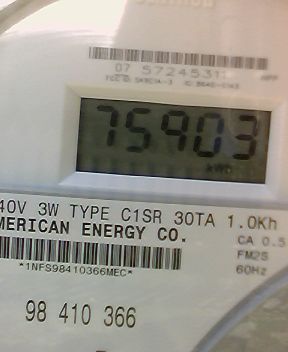 07 5724531
75903
kWh
40V 3W TYPE C1SR 30TA 1.0Kh
MERICAN ENERGY CO.
CA 0.5
FM2S
60Hz
*1NFS98410366MEC*
98 410 366